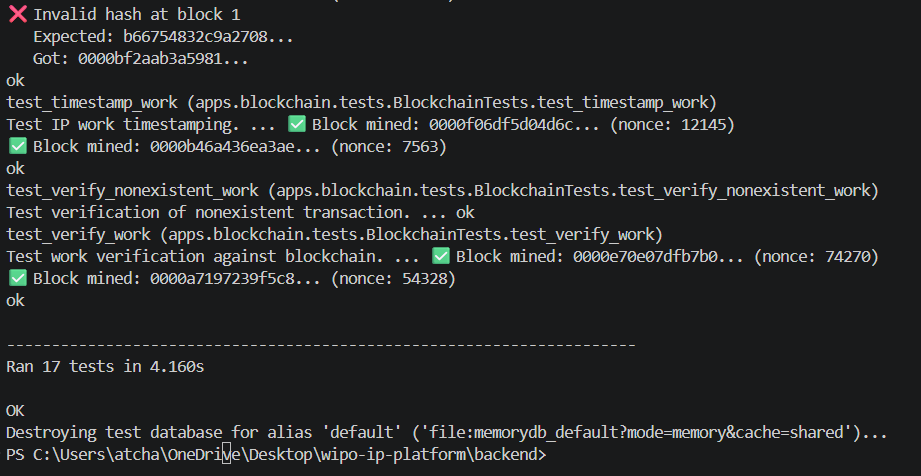 ❌ Invalid hash at block 1
Expected: b66754832c9a2708...
Got: 0000bf2aab3a5981...
ok
test_timestamp_work (apps.blockchain.tests.BlockchainTests.test_timestamp_work)
Test IP work timestamping. ... ✅ Block mined: 0000f06df5d04d6c... (nonce: 12145)
✅ Block mined: 0000b46a436ea3ae... (nonce: 7563)
ok
test_verify_nonexistent_work (apps.blockchain.tests.BlockchainTests.test_verify_nonexistent_work)
Test verification of nonexistent transaction. ... ok
test_verify_work (apps.blockchain.tests.BlockchainTests.test_verify_work)
Test work verification against blockchain. ... ✅ Block mined: 0000e70e07dfb7b0... (nonce: 74270)
✅ Block mined: 0000a7197239f5c8... (nonce: 54328)
ok
----------------------------------------------------------------------
Ran 17 tests in 4.160s
OK
Destroying test database for alias 'default' ('file:memorydb_default?mode=memory&cache=shared')...
PS C:\Users\atcha\OneDrive\Desktop\wipo-ip-platform\backend>